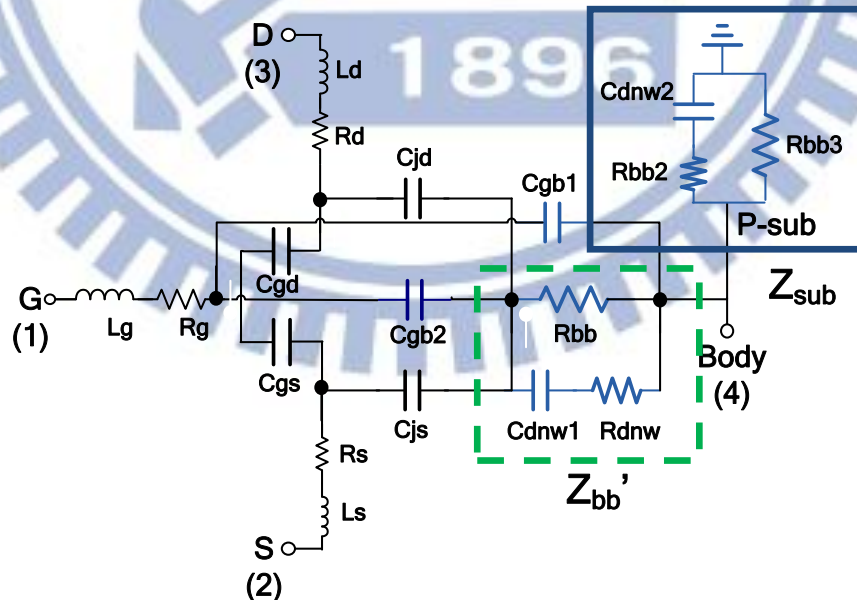 D
(3)
Ld
Rd
Cjd
Cgb1
Cdnw2
Rbb2
Rbb3
P-sub
Zsub
1896
Cgd
G
(1)
Lg
Rg
Cgb2
Rbb
Body
(4)
Cgs
Cjs
Cdnw1
Rdnw
Zbb’
Rs
Ls
S
(2)